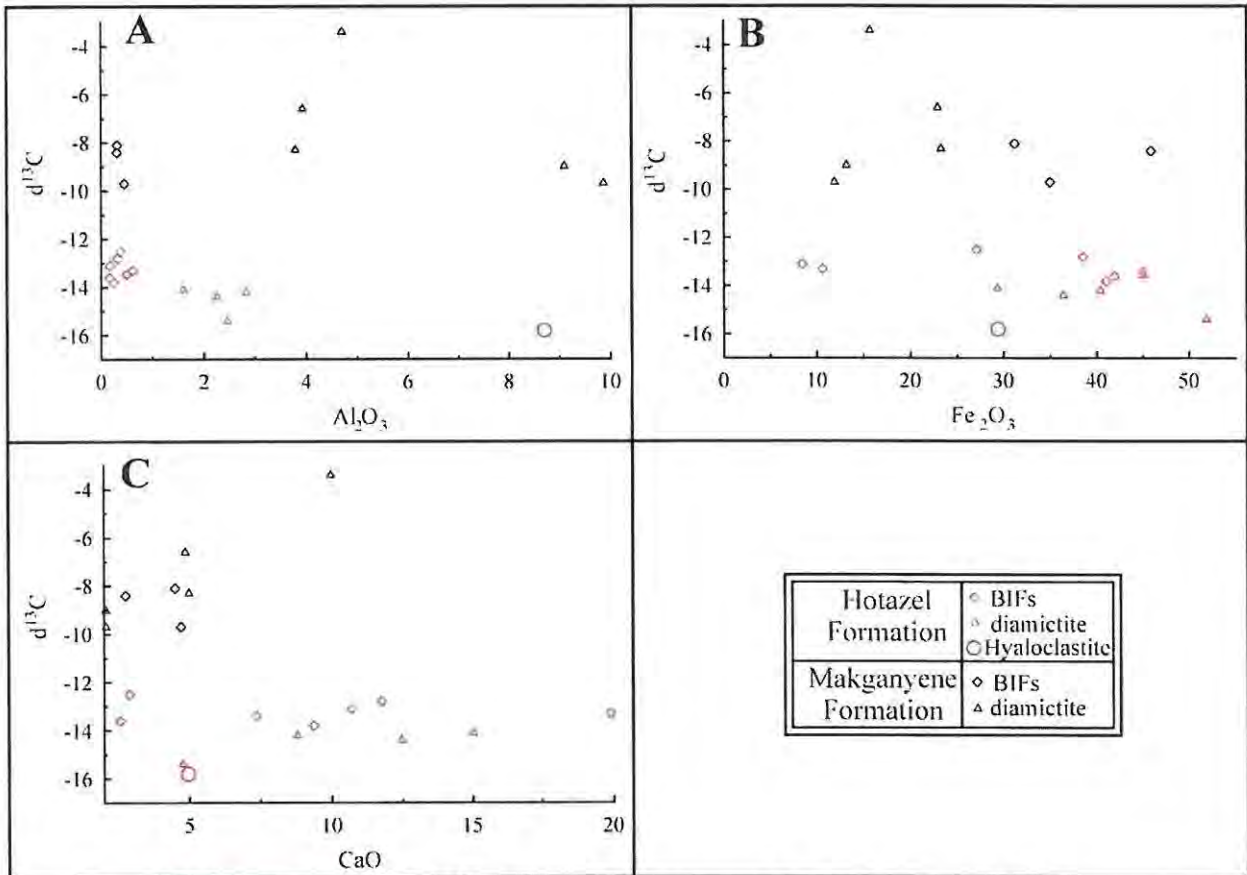 A
-4
-6
-8
-10
-12
-14
-16
d¹³C
0 2 4 6 8 10
Al₂O₃
B
-4
-6
-8
-10
-12
-14
-16
d¹³C
0 10 20 30 40 50
Fe₂O₃
C
-4
-6
-8
-10
-12
-14
-16
d¹³C
5 10 15 20
CaO
Hotazel
Formation
BIFs
diamictite
Hyaloclastite
Makganyene
Formation
BIFs
diamictite